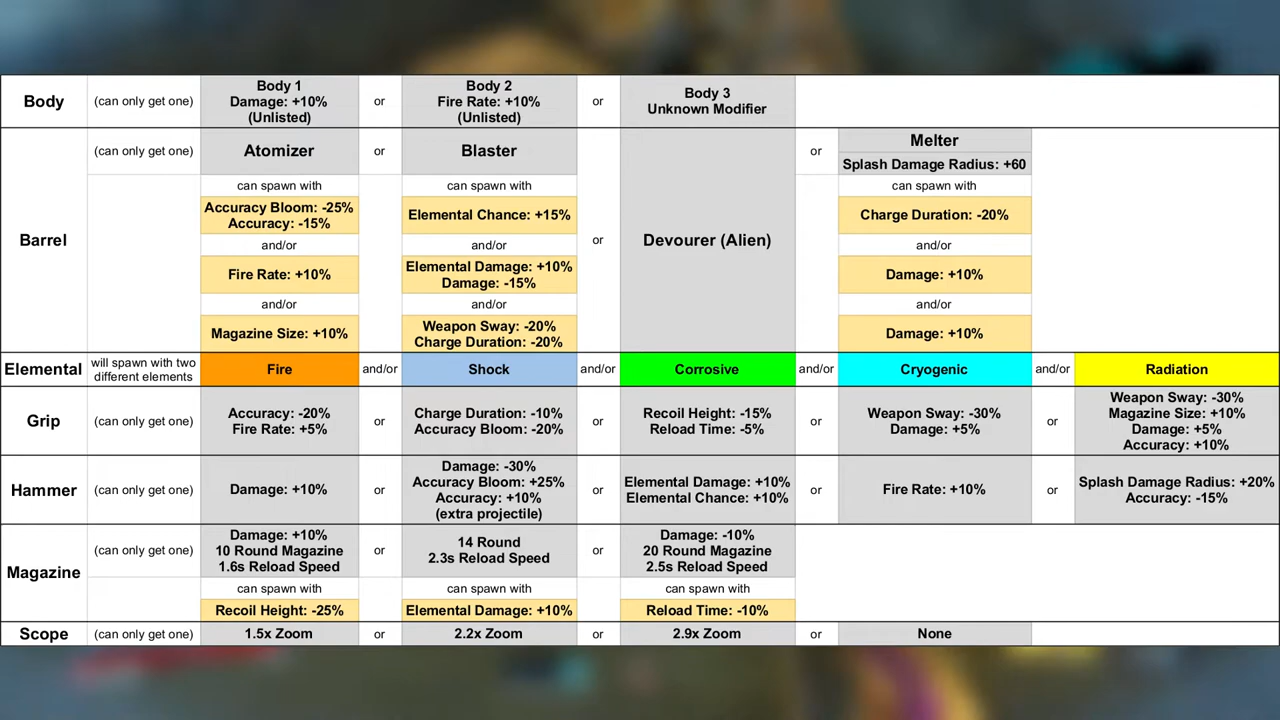 Body
(can only get one)
Body 1
Damage: +10%
(Unlisted)
or
Body 2
Fire Rate: +10%
(Unlisted)
or
Body 3
Unknown Modifier
Barrel
(can only get one)
Atomizer
or
Blaster
or
Devourer (Alien)
or
Melter
Splash Damage Radius: +60
can spawn with
can spawn with
can spawn with
Accuracy Bloom: -25%
Accuracy: -15%
Elemental Chance: +15%
Charge Duration: -20%
and/or
and/or
and/or
Fire Rate: +10%
Elemental Damage: +10%
Damage: -15%
Damage: +10%
and/or
and/or
and/or
Magazine Size: +10%
Weapon Sway: -20%
Charge Duration: -20%
Damage: +10%
Elemental
will spawn with two
different elements
Fire
and/or
Shock
and/or
Corrosive
and/or
Cryogenic
and/or
Radiation
Grip
(can only get one)
Accuracy: -20%
Fire Rate: +5%
or
Charge Duration: -10%
Accuracy Bloom: -20%
or
Recoil Height: -15%
Reload Time: -5%
or
Weapon Sway: -30%
Damage: +5%
or
Weapon Sway: -30%
Magazine Size: +10%
Damage: +5%
Accuracy: +10%
Hammer
(can only get one)
Damage: +10%
or
Damage: -30%
Accuracy Bloom: +25%
Accuracy: +10%
(extra projectile)
or
Elemental Damage: +10%
Elemental Chance: +10%
or
Fire Rate: +10%
or
Splash Damage Radius: +20%
Accuracy: -15%
Magazine
(can only get one)
Damage: +10%
10 Round Magazine
1.6s Reload Speed
or
14 Round
2.3s Reload Speed
or
Damage: -10%
20 Round Magazine
2.5s Reload Speed
can spawn with
can spawn with
can spawn with
Recoil Height: -25%
Elemental Damage: +10%
Reload Time: -10%
Scope
(can only get one)
1.5x Zoom
or
2.2x Zoom
or
2.9x Zoom
or
None